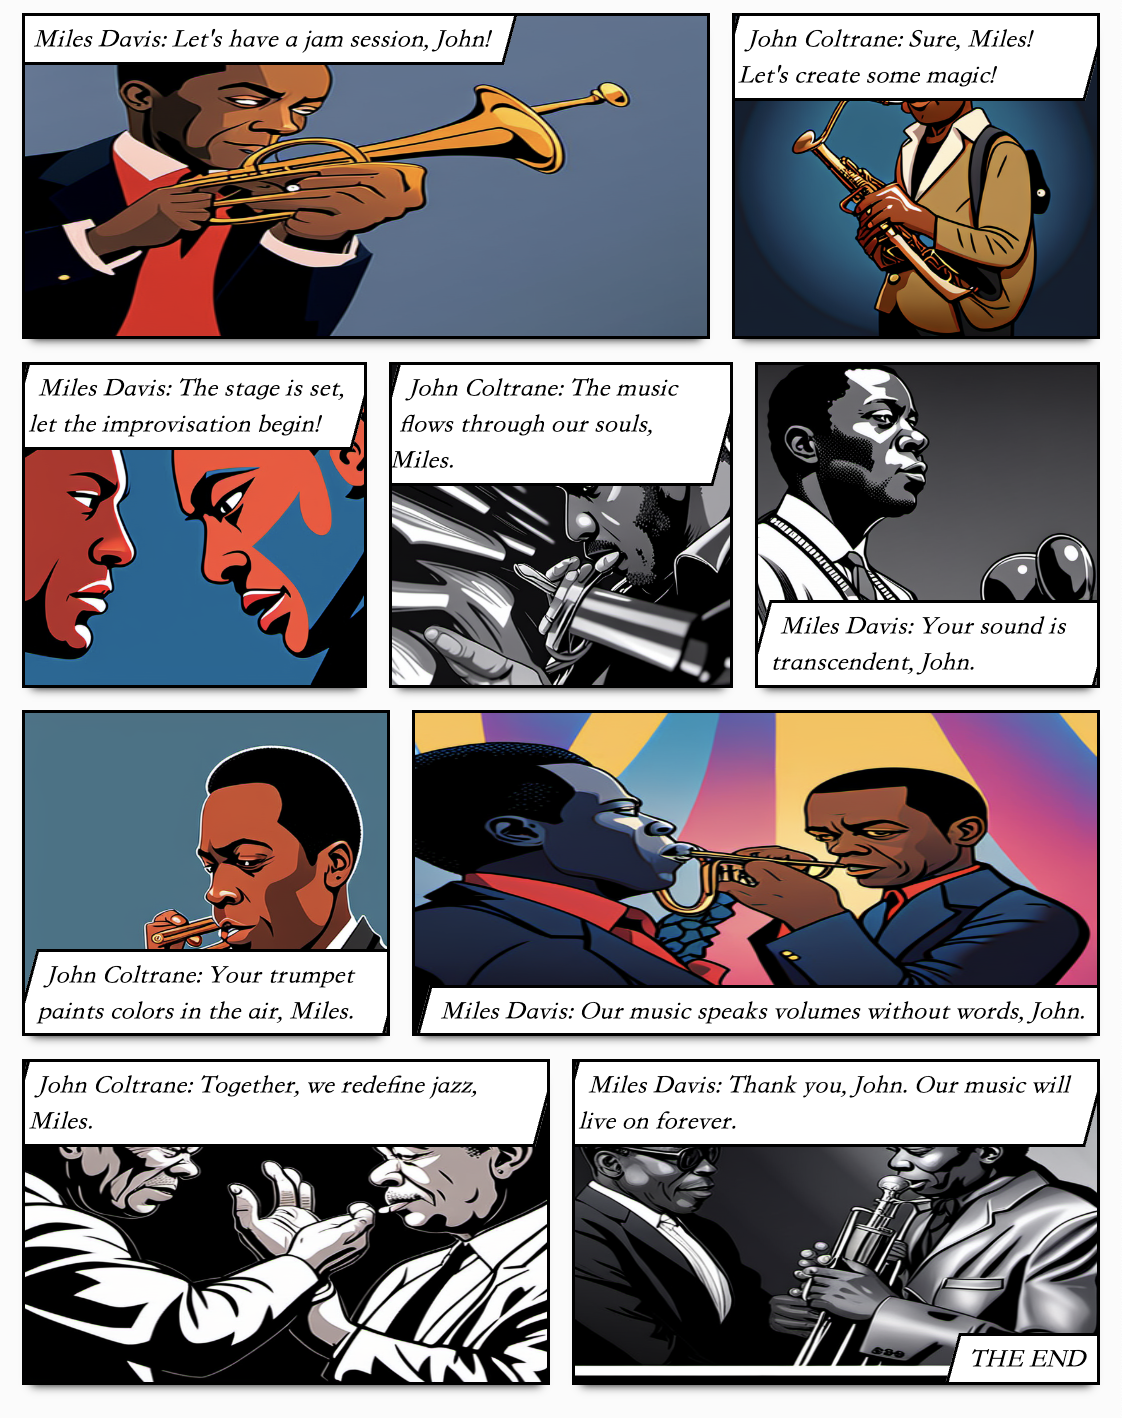 Miles Davis: Let's have a jam session, John!
John Coltrane: Sure, Miles!
Let's create some magic!
Miles Davis: The stage is set,
let the improvisation begin!
John Coltrane: The music
flows through our souls,
Miles.
Miles Davis: Your sound is
transcendent, John.
John Coltrane: Your trumpet
paints colors in the air, Miles.
Miles Davis: Our music speaks volumes without words, John.
John Coltrane: Together, we redefine jazz,
Miles.
Miles Davis: Thank you, John. Our music will
live on forever.
THE END